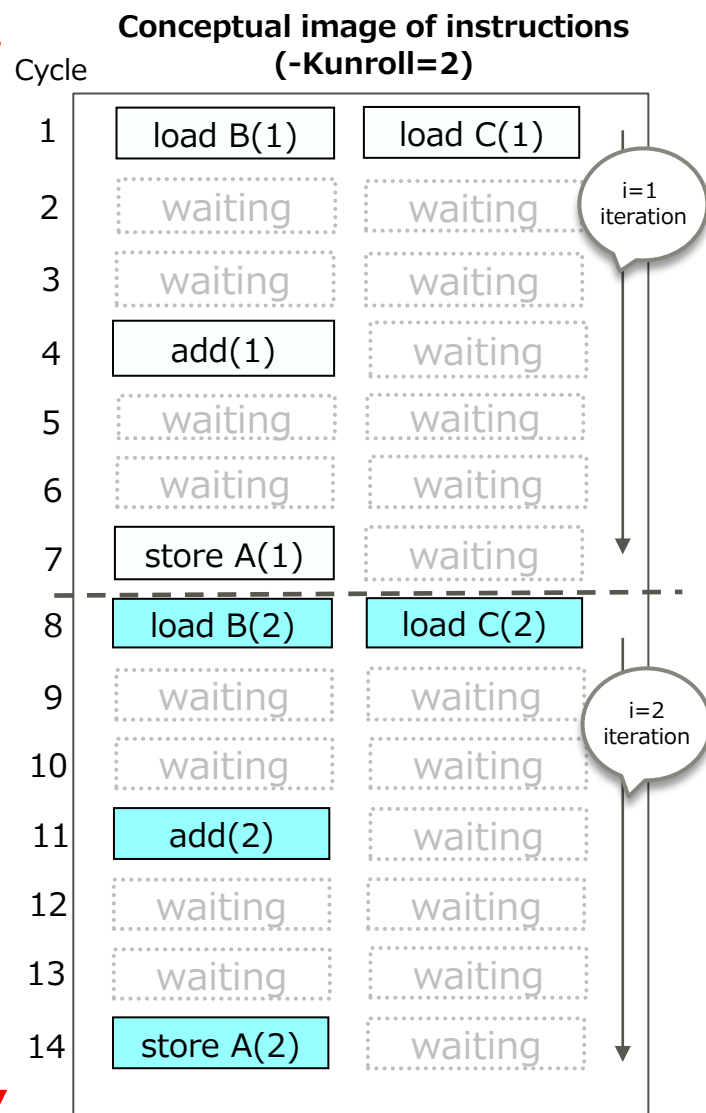 Conceptual image of instructions
(-Kunroll=2)
Cycle
1 load B(1) load C(1)
2 waiting waiting
i=1
iteration
3 waiting waiting
4 add(1) waiting
5 waiting waiting
6 waiting waiting
7 store A(1) waiting
8 load B(2) load C(2)
9 waiting waiting
i=2
iteration
10 waiting waiting
11 add(2) waiting
12 waiting waiting
13 waiting waiting
14 store A(2) waiting